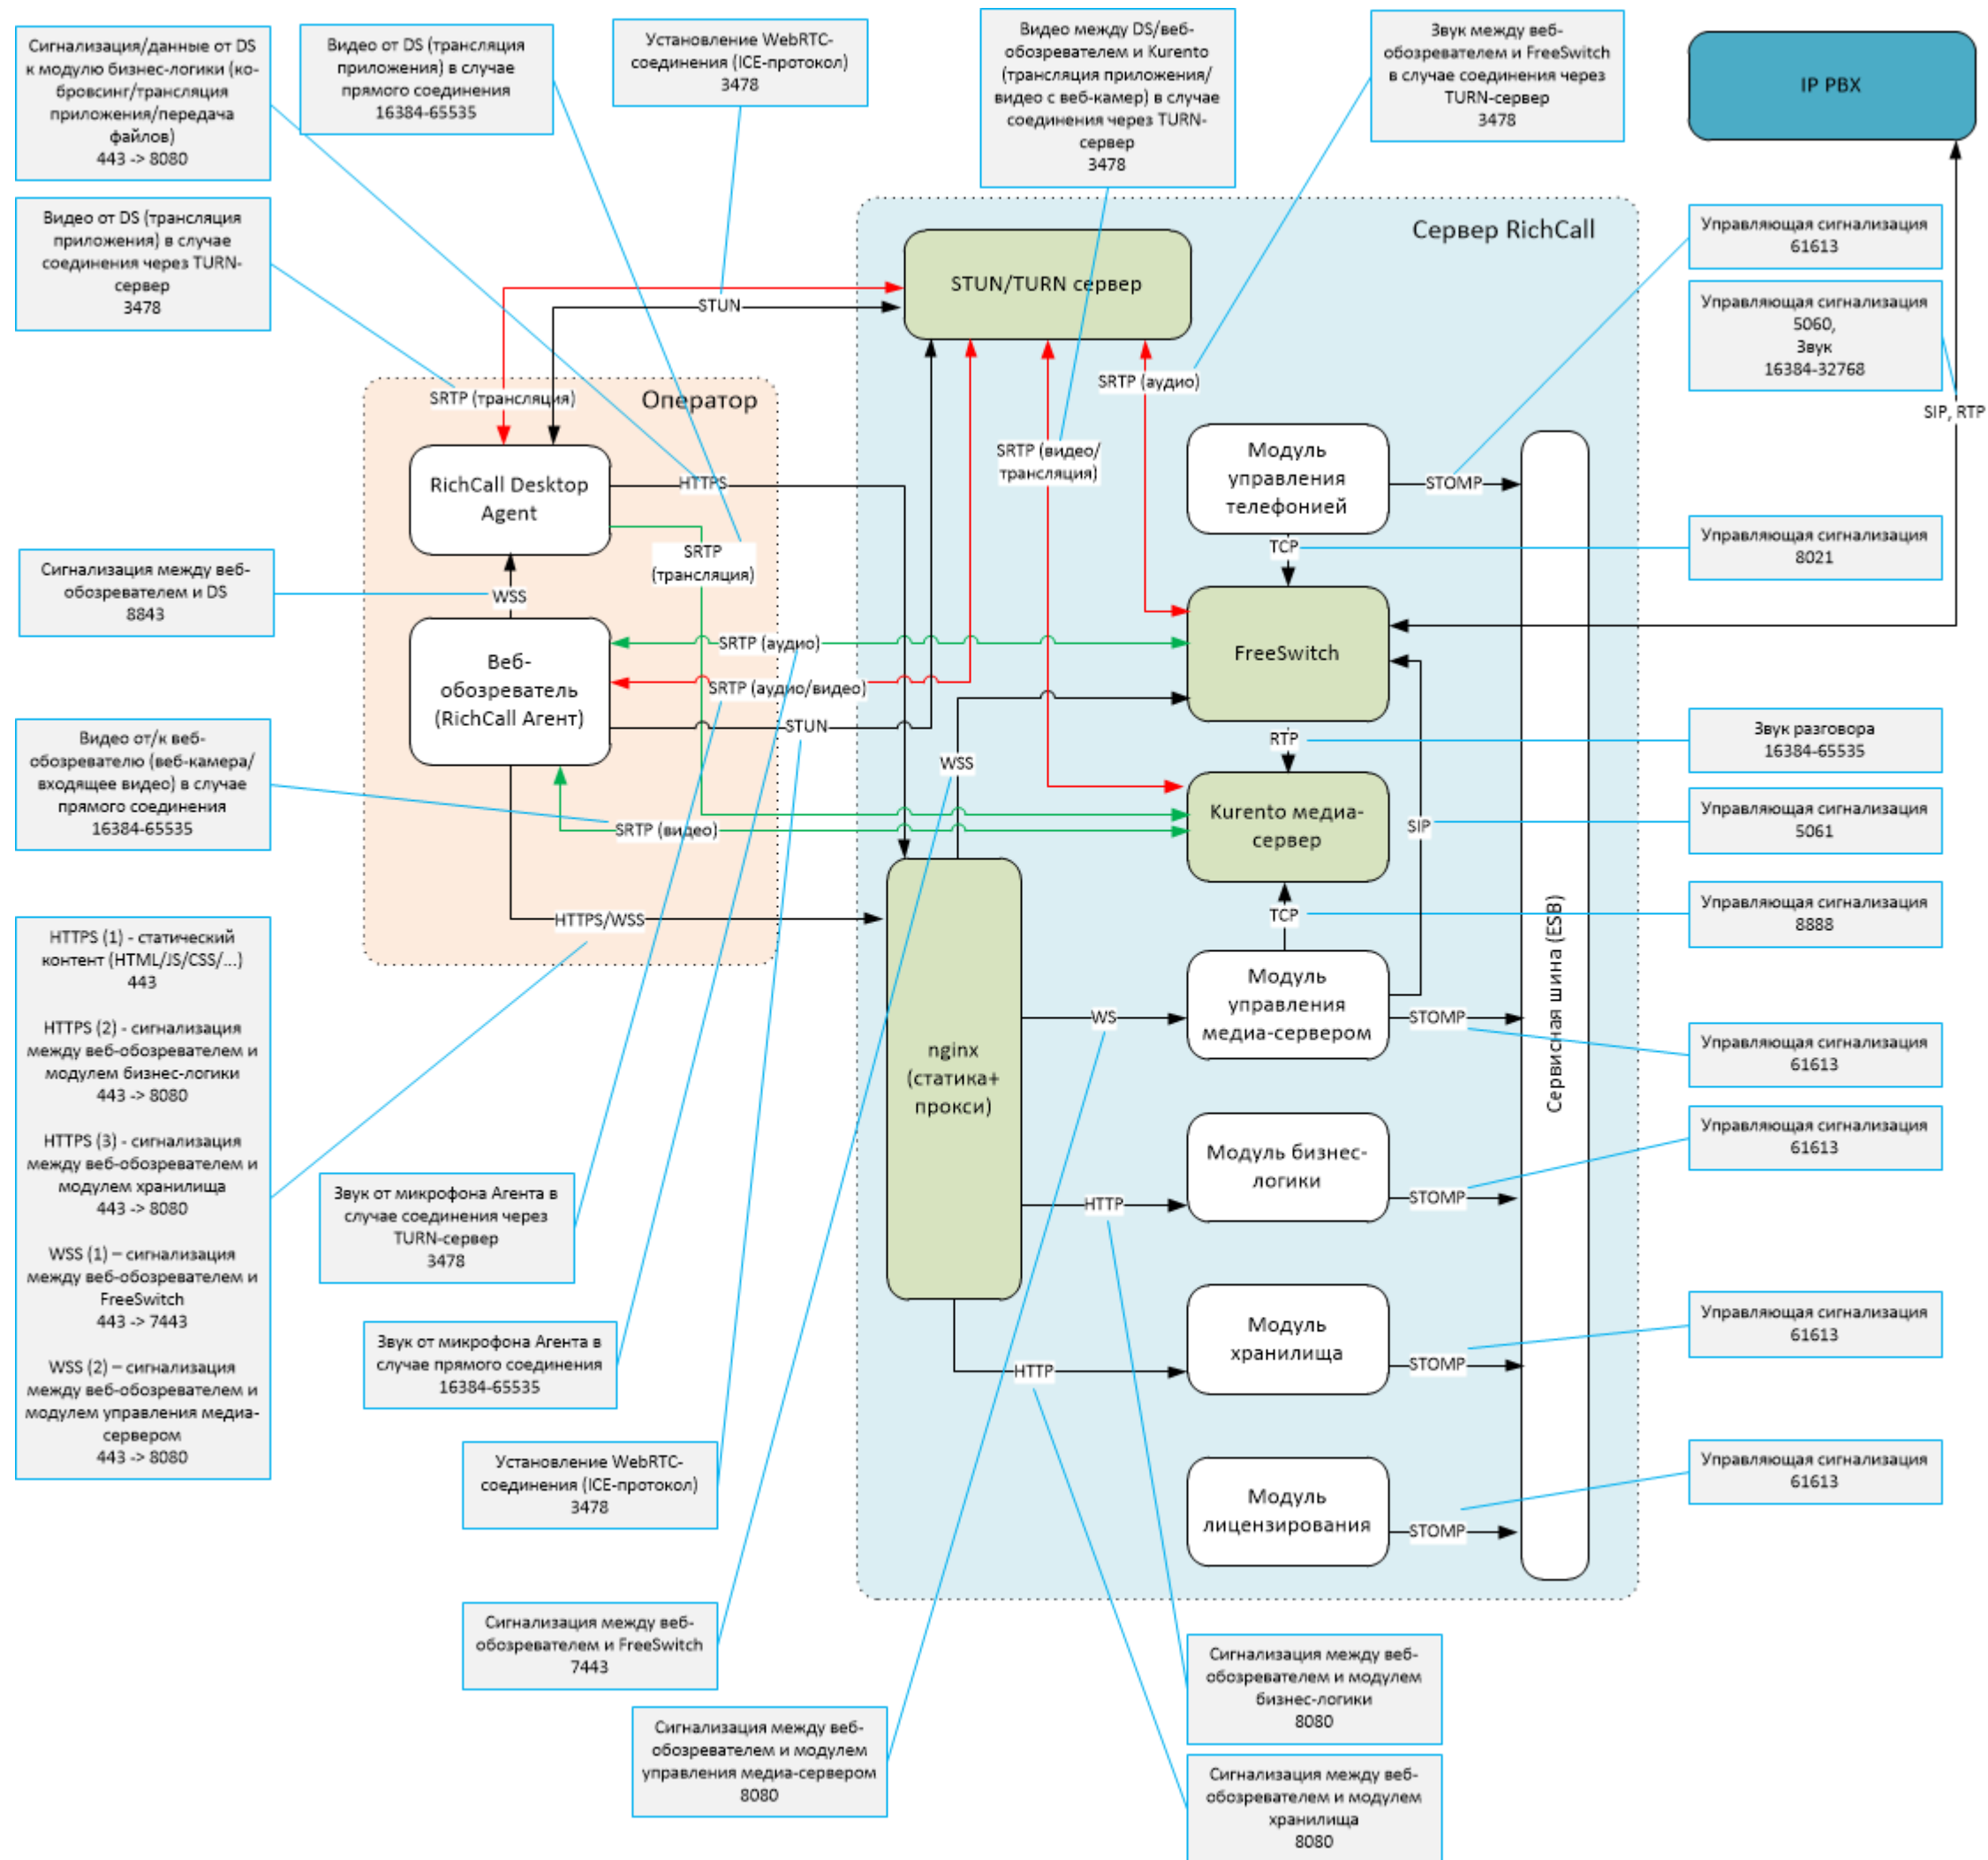 Сигнализация/данные от DS
к модулю бизнес-логики (ко-
бровсинг/трансляция
приложения/передача
файлов)
443 -> 8080
Видео от DS (трансляция
приложения) в случае
прямого соединения
16384-65535
Установление WebRTC-
соединения (ICE-протокол)
3478
Видео между DS/веб-
обозревателем и Kurento
(трансляция приложения/
видео с веб-камер) в случае
соединения через TURN-
сервер
3478
Звук между веб-
обозревателем и FreeSwitch
в случае соединения через
TURN-сервер
3478
IP PBX
Видео от DS (трансляция
приложения) в случае
соединения через TURN-
сервер
3478
Сервер RichCall
STUN/TURN сервер
Управляющая сигнализация
61613
Управляющая сигнализация
5060,
Звук
16384-32768
STUN
SRTP (трансляция)
Оператор
SRTP (аудио)
SIP, RTP
RichCall Desktop
Agent
HTTPS
SRTP (видео/
трансляция)
Модуль
управления
телефонией
STOMP
SRTP
(трансляция)
TCP
Управляющая сигнализация
8021
Сигнализация между веб-
обозревателем и DS
8843
WSS
Веб-
обозреватель
(RichCall Агент)
SRTP (аудио)
SRTP (аудио/видео)
STUN
FreeSwitch
RTP
Звук разговора
16384-65535
Видео от/к веб-
обозревателю (веб-камера/
входящее видео) в случае
прямого соединения
16384-65535
WSS
SRTP (видео)
Kurento медиа-
сервер
SIP
Управляющая сигнализация
5061
HTTPS/WSS
TCP
Управляющая сигнализация
8888
Сервисная шина (ESB)
HTTPS (1) - статический
контент (HTML/JS/CSS/...)
443
HTTPS (2) - сигнализация
между веб-обозревателем и
модулем бизнес-логики
443 -> 8080
HTTPS (3) - сигнализация
между веб-обозревателем и
модулем хранилища
443 -> 8080
WSS (1) – сигнализация
между веб-обозревателем и
FreeSwitch
443 -> 7443
WSS (2) – сигнализация
между веб-обозревателем и
модулем управления медиа-
сервером
443 -> 8080
nginx
(статика+
прокси)
WS
Модуль
управления
медиа-сервером
STOMP
Управляющая сигнализация
61613
HTTP
Модуль бизнес-
логики
STOMP
Управляющая сигнализация
61613
Звук от микрофона Агента в
случае соединения через
TURN-сервер
3478
Звук от микрофона Агента в
случае прямого соединения
16384-65535
HTTP
Модуль
хранилища
STOMP
Управляющая сигнализация
61613
Установление WebRTC-
соединения (ICE-протокол)
3478
Модуль
лицензирования
STOMP
Управляющая сигнализация
61613
Сигнализация между веб-
обозревателем и FreeSwitch
7443
Сигнализация между веб-
обозревателем и модулем
управления медиа-сервером
8080
Сигнализация между веб-
обозревателем и модулем
бизнес-логики
8080
Сигнализация между веб-
обозревателем и модулем
хранилища
8080